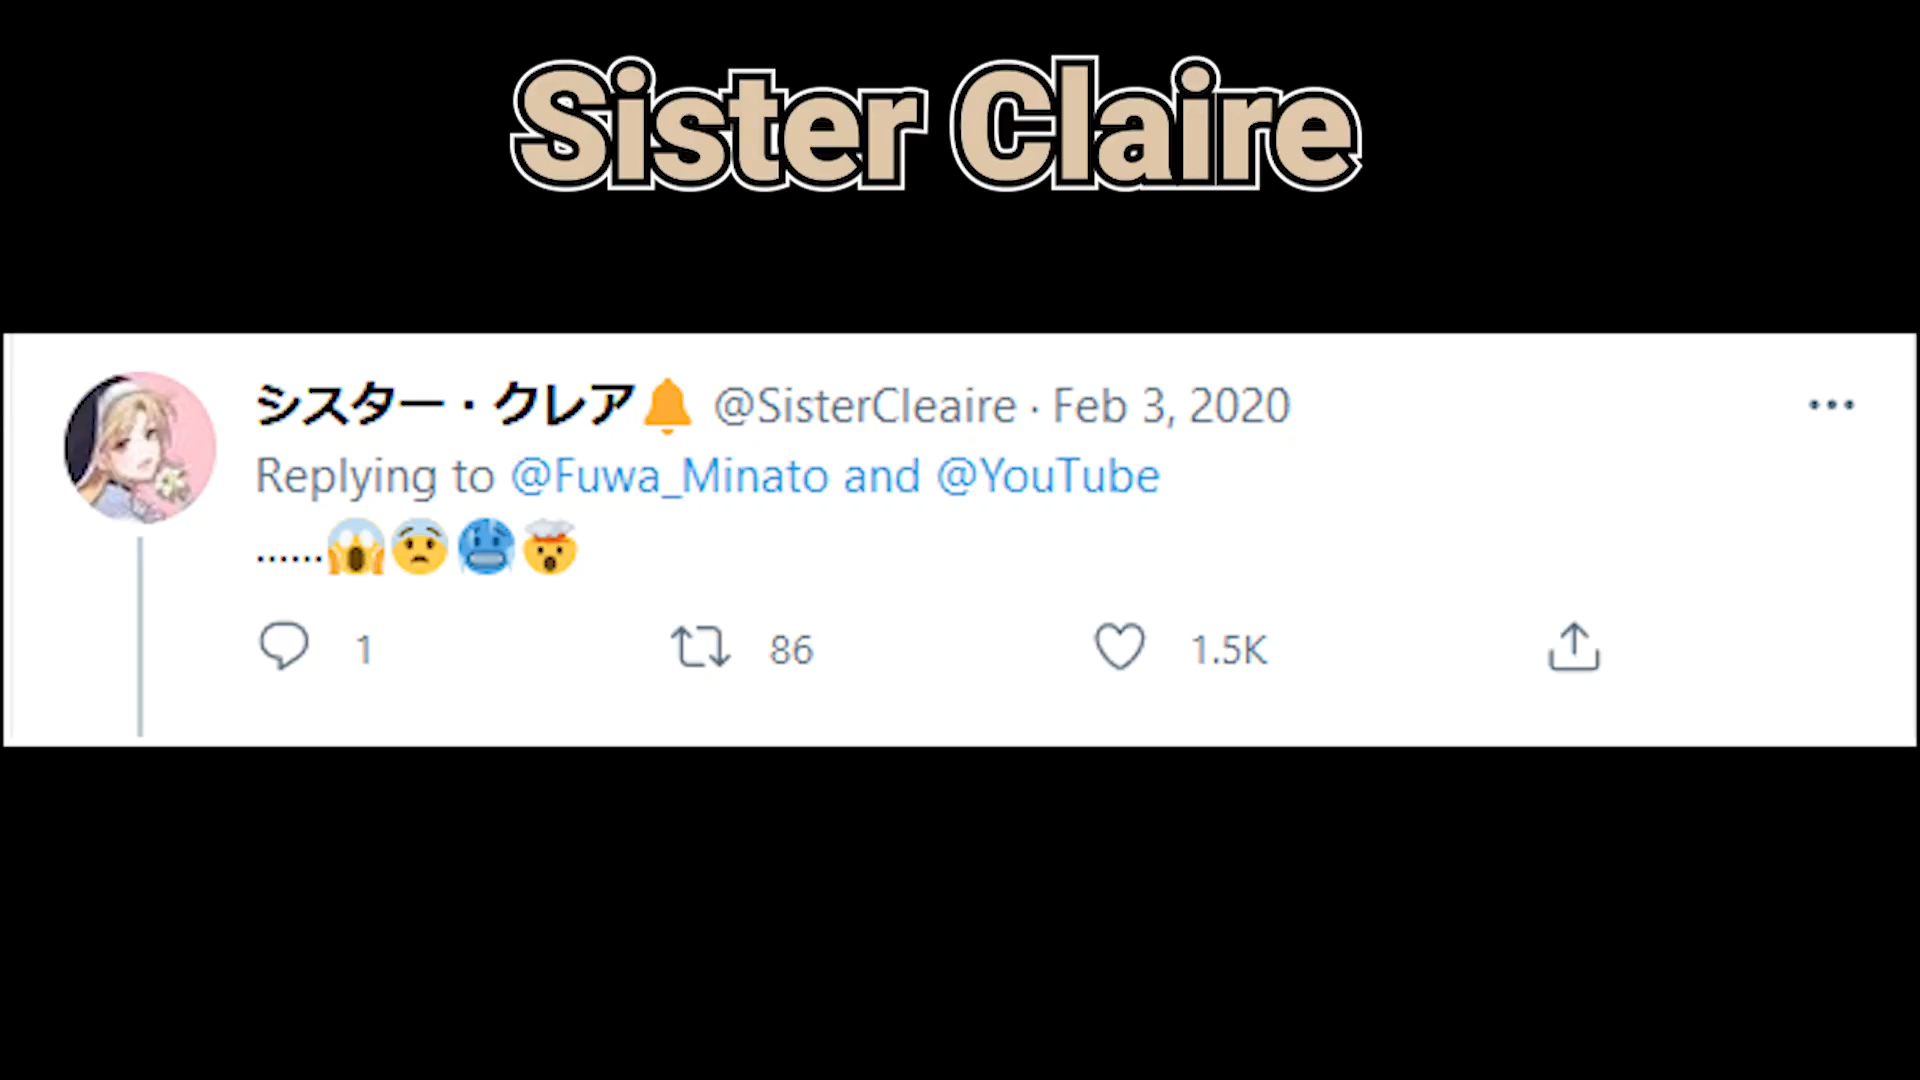 Sister Claire
シスター・クレア🔔 @SisterCleaire · Feb 3, 2020
Replying to @Fuwa_Minato and @YouTube
......😱😨🥶🤯
1 86 1.5K